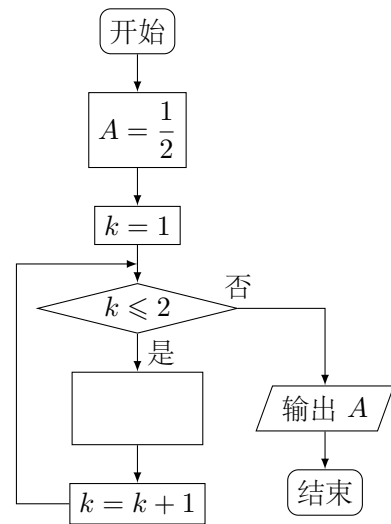 开始
A = 1/2
k = 1
k ⩽ 2
否
是
输出 A
k = k + 1
结束